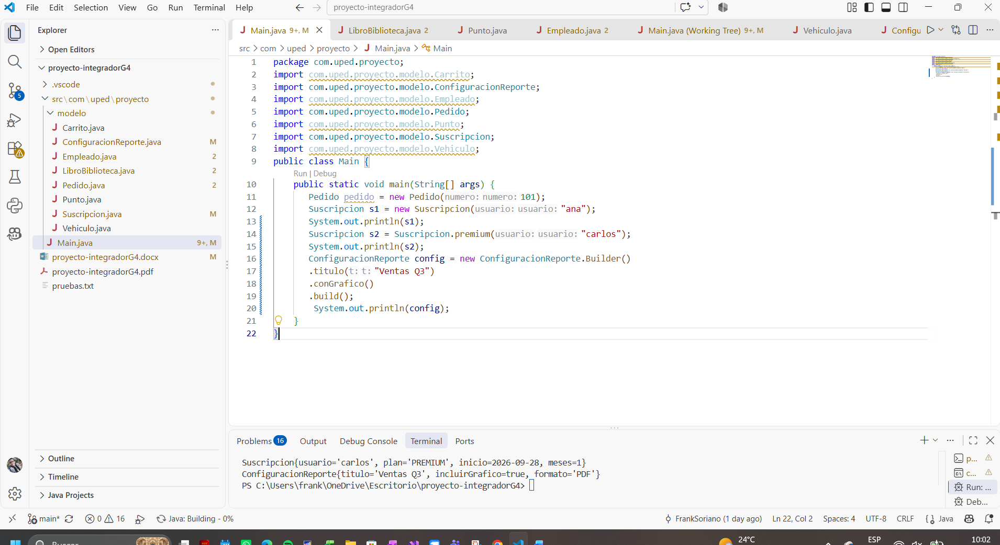 File Edit Selection View Go Run Terminal Help
proyecto-integradorG4
Explorer
Open Editors
proyecto-integradorG4
.vscode
src\com\uped\proyecto
modelo
Carrito.java
ConfiguracionReporte.java M
Empleado.java 2
LibroBiblioteca.java 2
Pedido.java 2
Punto.java
Suscripcion.java M
Vehiculo.java
Main.java 9+, M
proyecto-integradorG4.docx M
proyecto-integradorG4.pdf
pruebas.txt
Outline
Timeline
Java Projects
5
Main.java 9+, M LibroBiblioteca.java 2 Punto.java Empleado.java 2 Main.java (Working Tree) 9+, M Vehiculo.java Configu
src > com > uped > proyecto > Main.java > Main
1 package com.uped.proyecto;
2 import com.uped.proyecto.modelo.Carrito;
3 import com.uped.proyecto.modelo.ConfiguracionReporte;
4 import com.uped.proyecto.modelo.Empleado;
5 import com.uped.proyecto.modelo.Pedido;
6 import com.uped.proyecto.modelo.Punto;
7 import com.uped.proyecto.modelo.Suscripcion;
8 import com.uped.proyecto.modelo.Vehiculo;
9 public class Main {
Run | Debug
10 public static void main(String[] args) {
11 Pedido pedido = new Pedido(numero: numero: 101);
12 Suscripcion s1 = new Suscripcion(usuario: usuario: "ana");
13 System.out.println(s1);
14 Suscripcion s2 = Suscripcion.premium(usuario: usuario: "carlos");
15 System.out.println(s2);
16 ConfiguracionReporte config = new ConfiguracionReporte.Builder()
17 .titulo(t: t: "Ventas Q3")
18 .conGrafico()
19 .build();
20 System.out.println(config);
21 }
22 }
Problems 16 Output Debug Console Terminal Ports
Suscripcion{usuario='carlos', plan='PREMIUM', inicio=2026-09-28, meses=1}
ConfiguracionReporte{titulo='Ventas Q3', incluirGrafico=true, formato='PDF'}
PS C:\Users\frank\OneDrive\Escritorio\proyecto-integradorG4>
p...
c...
Run: ...
Deb...
main* 0 16 Java: Building - 0% FrankSoriano (1 day ago) Ln 22, Col 2 Spaces: 4 UTF-8 CRLF Java
Buscar 24°C ESP 10:02